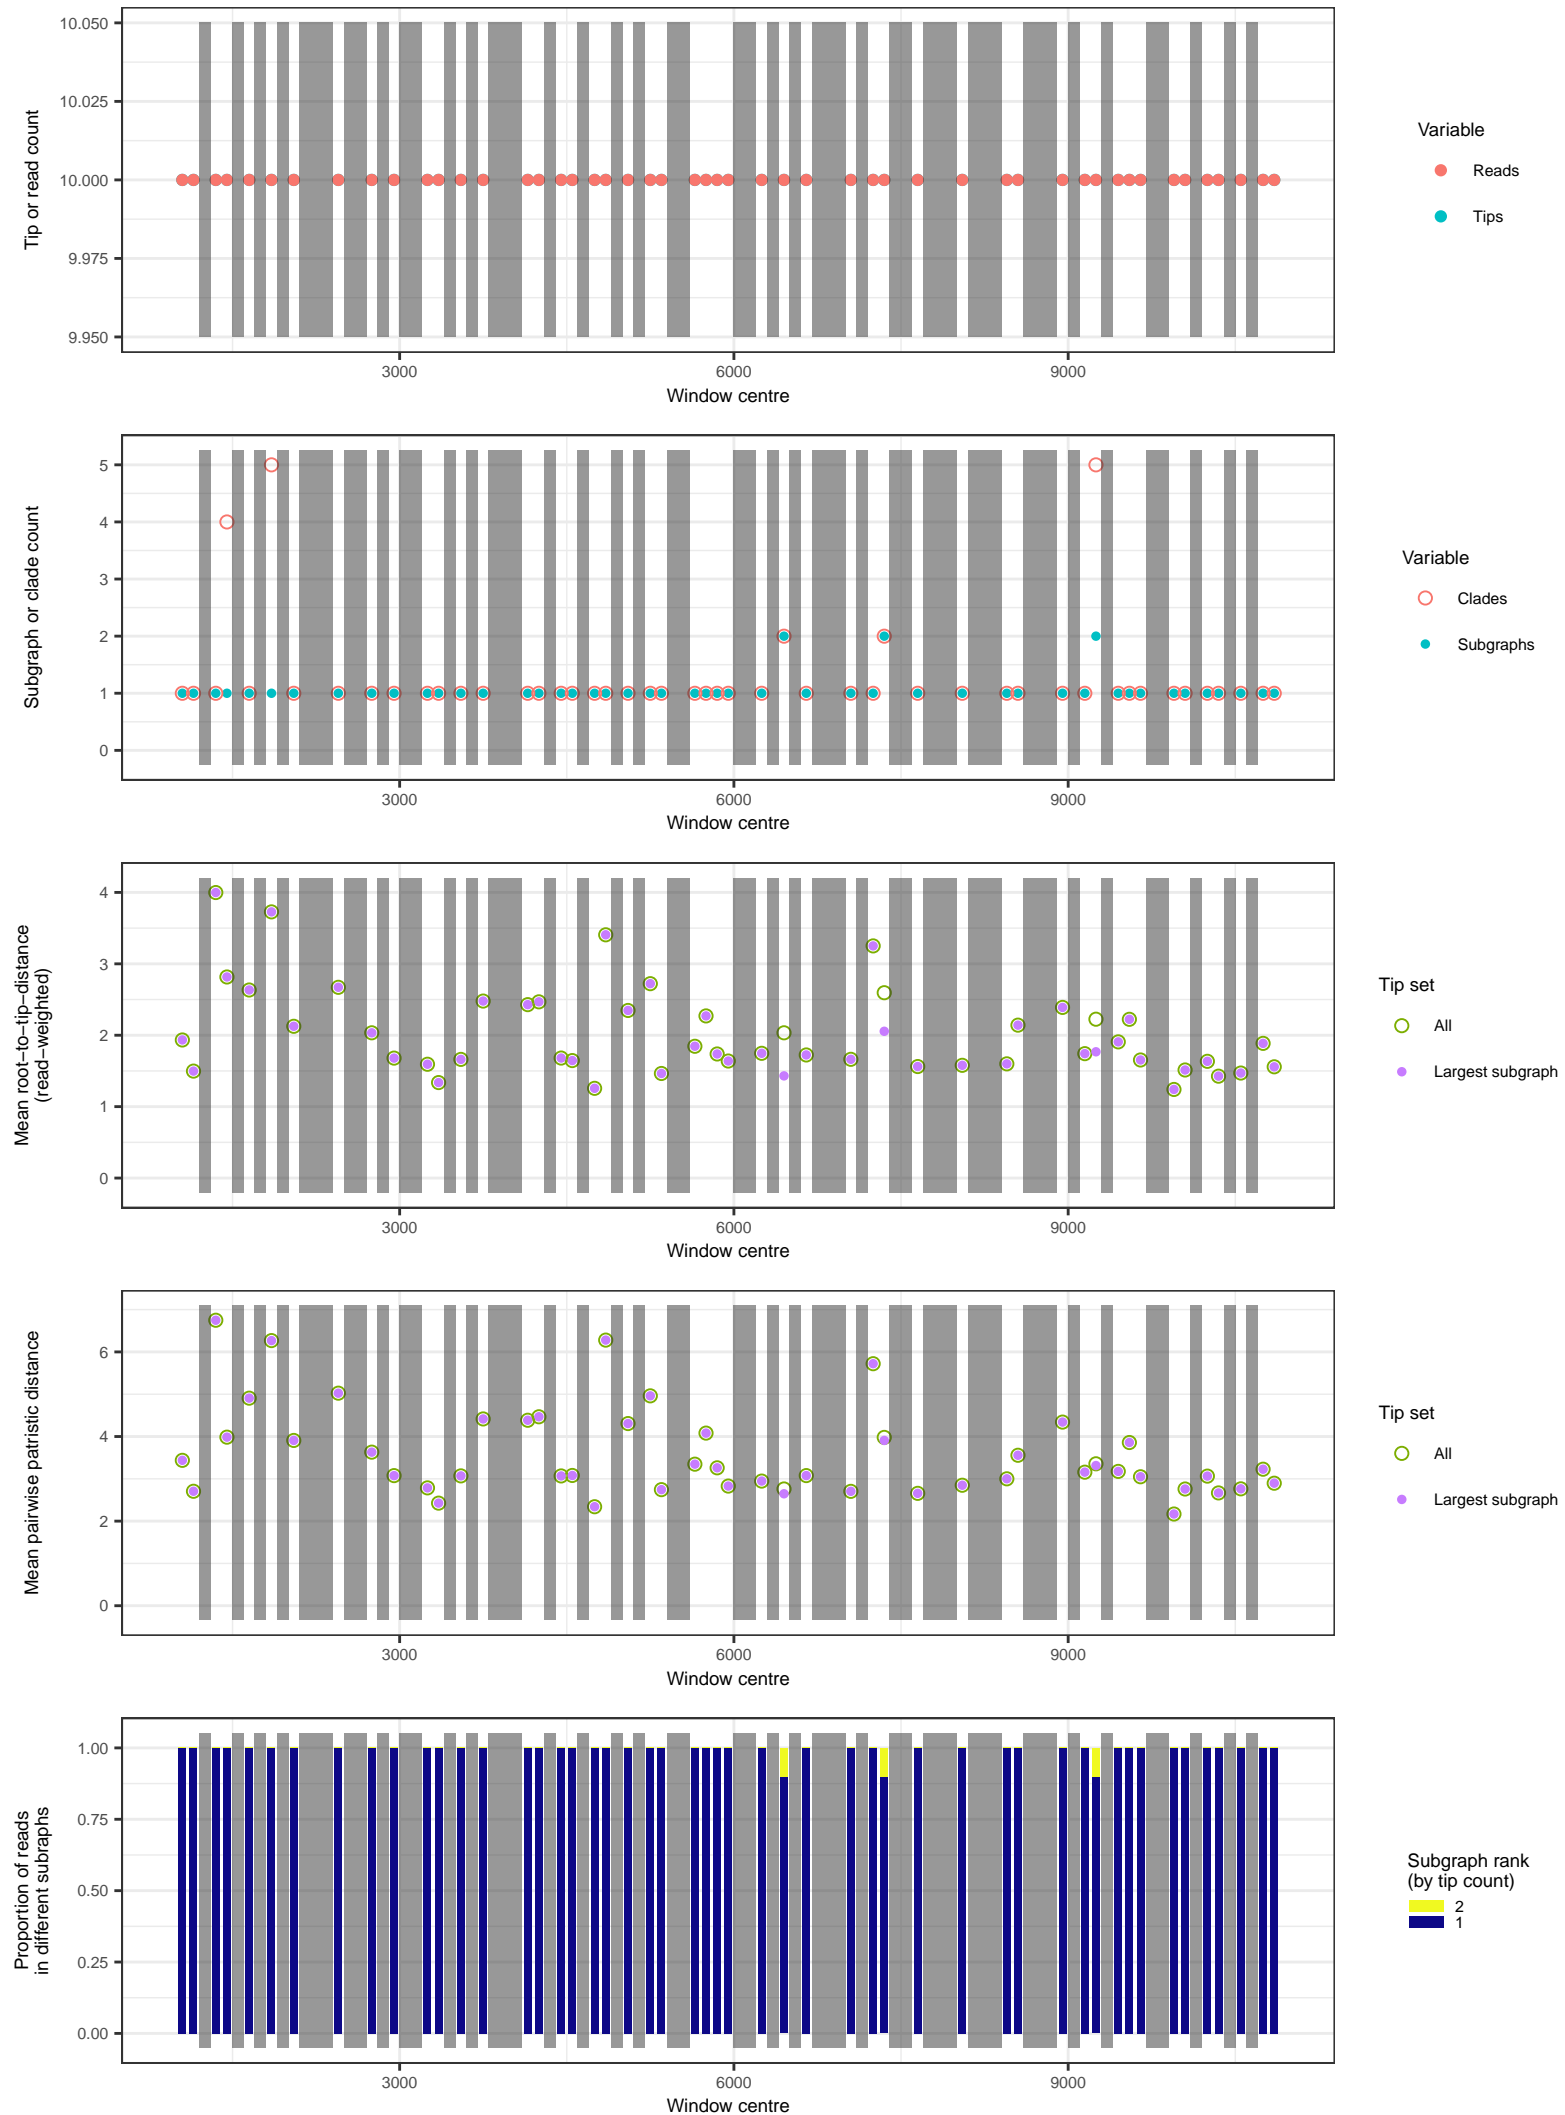 10.050
10.025
10.000
9.975
9.950
Tip or read count
3000
6000
9000
Window centre
Variable
Reads
Tips
5
4
3
2
1
0
Subgraph or clade count
3000
6000
9000
Window centre
Variable
Clades
Subgraphs
4
3
2
1
0
Mean root−to−tip−distance
(read−weighted)
3000
6000
9000
Window centre
Tip set
All
Largest subgraph
6
4
2
0
Mean pairwise patristic distance
3000
6000
9000
Window centre
Tip set
All
Largest subgraph
1.00
0.75
0.50
0.25
0.00
Proportion of reads
in different subraphs
3000
6000
9000
Window centre
Subgraph rank
(by tip count)
2
1